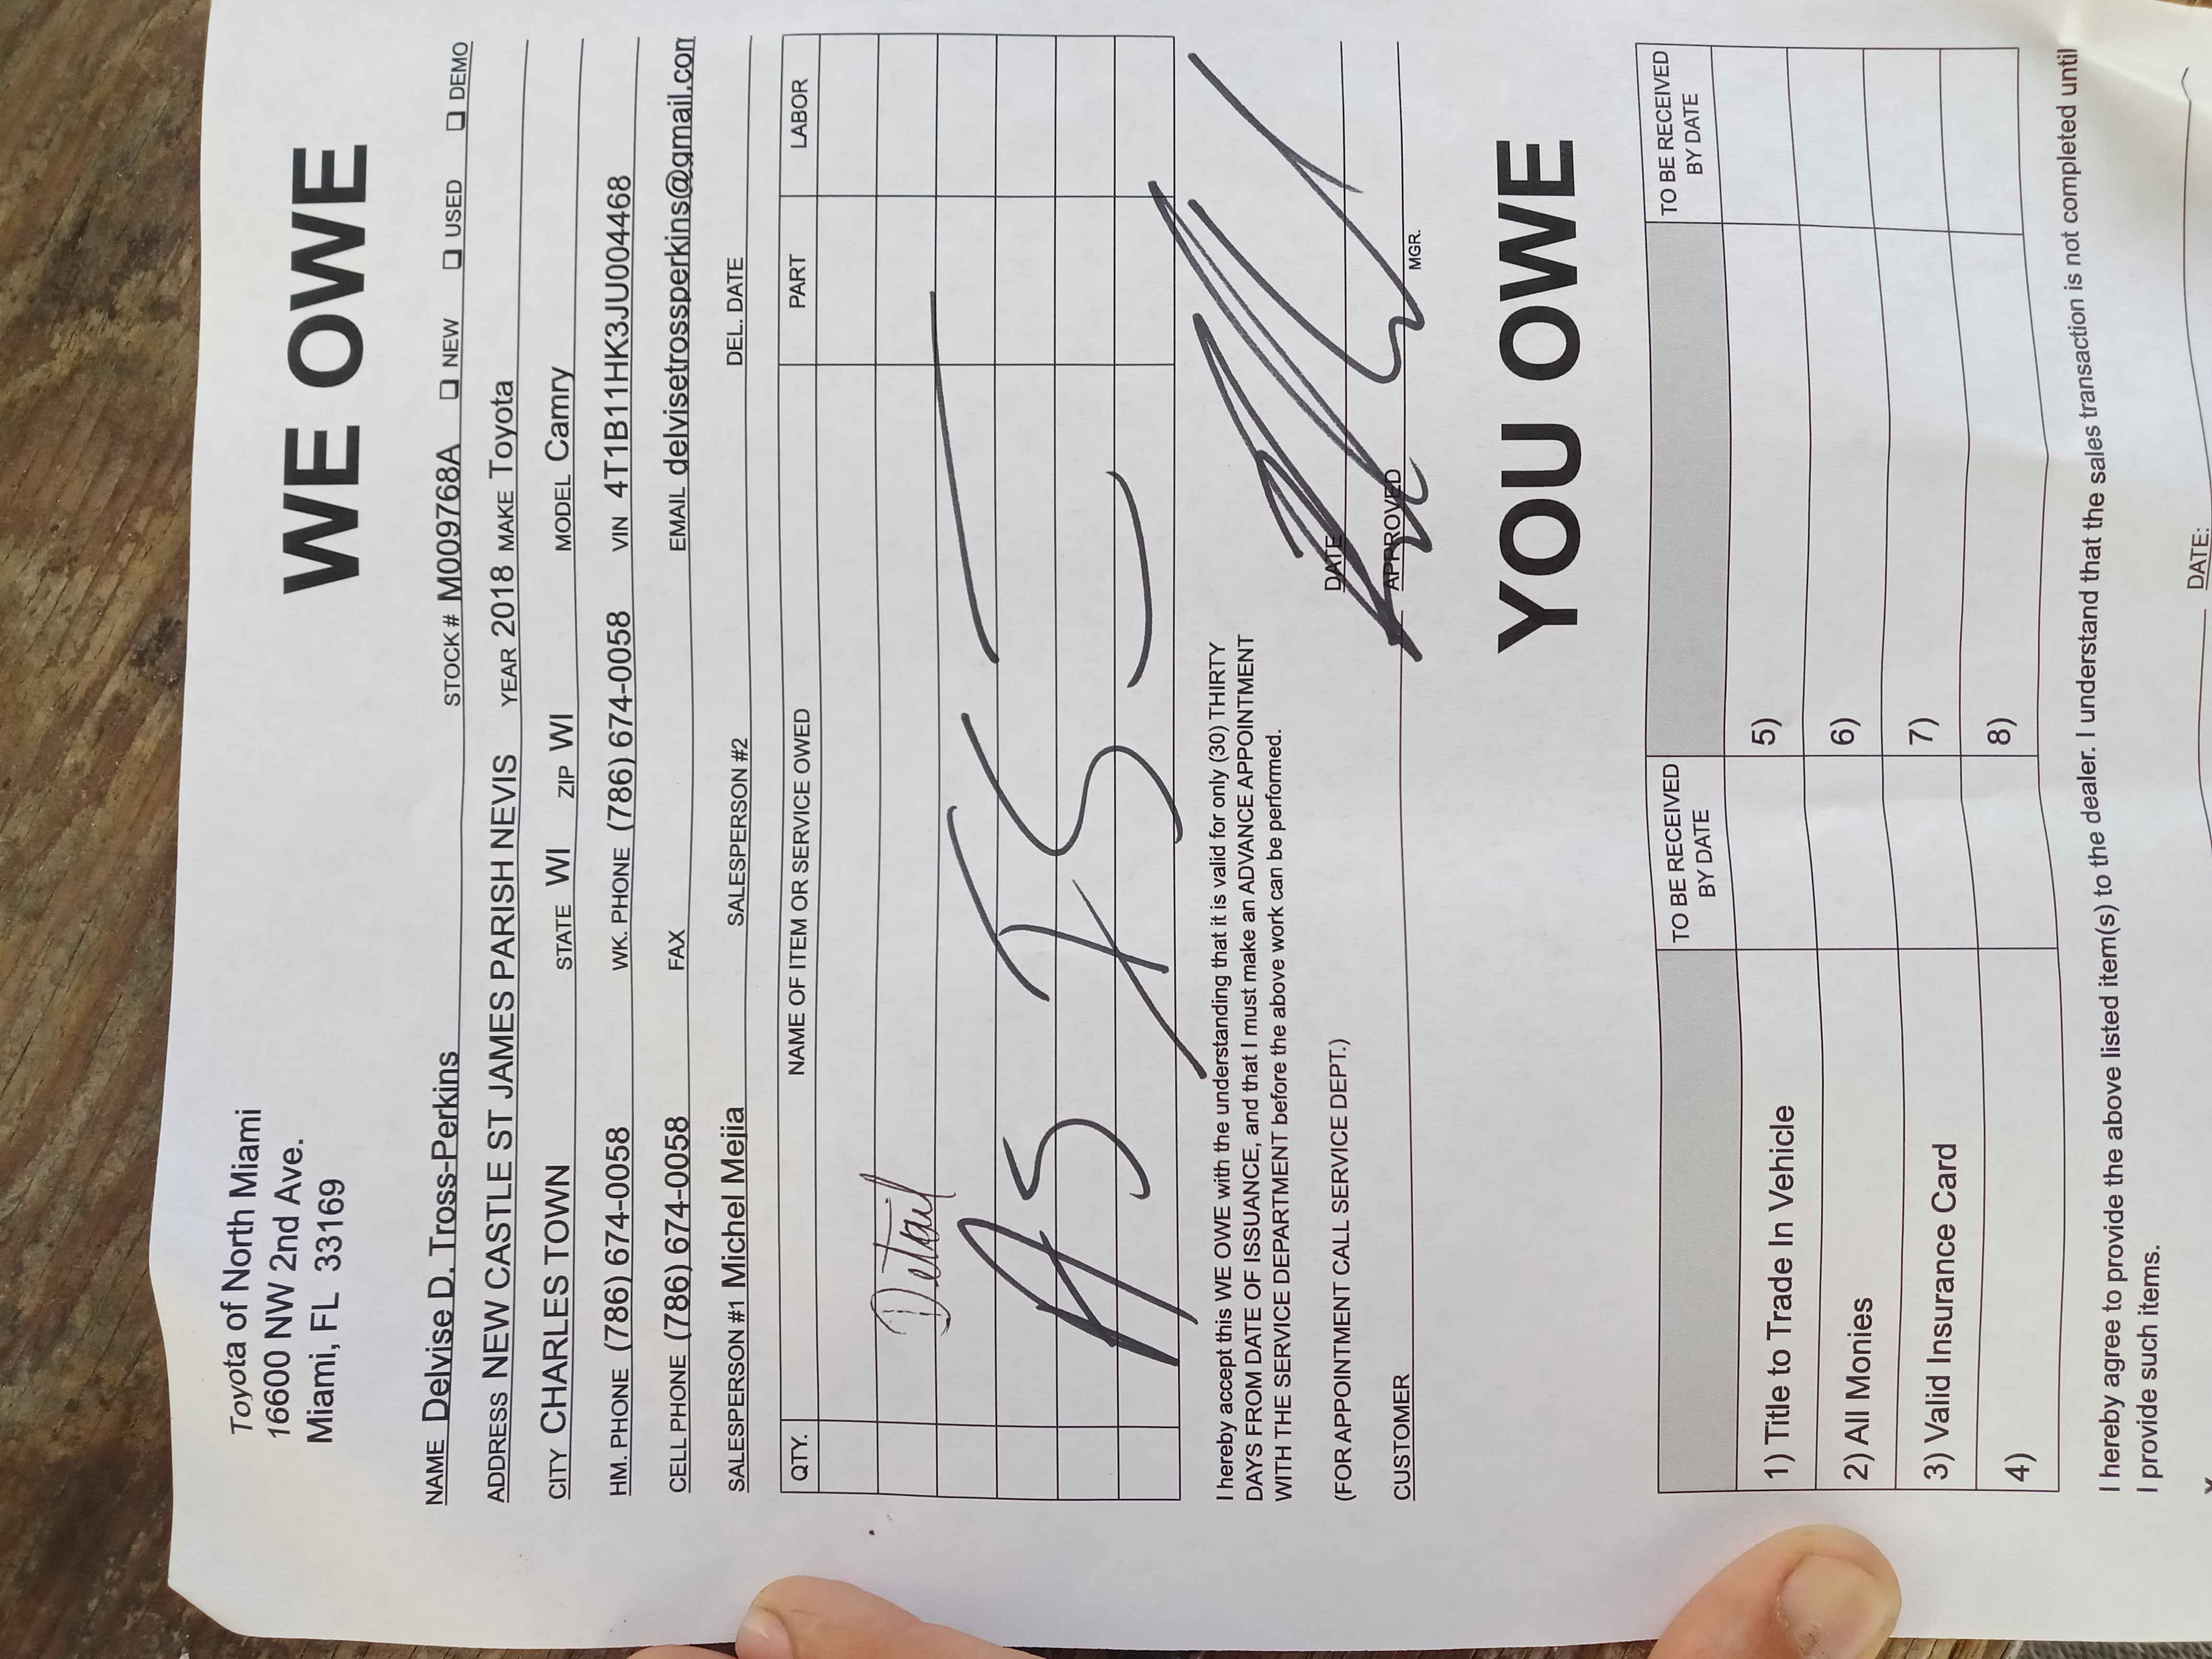 Toyota of North Miami
16600 NW 2nd Ave.
Miami, FL 33169
WE OWE
NAME Delvise D. Tross-Perkins STOCK # M009768A ❑ NEW ❑ USED ❑ DEMO
ADDRESS NEW CASTLE ST JAMES PARISH NEVIS YEAR 2018 MAKE Toyota
CITY CHARLES TOWN STATE WI ZIP WI MODEL Camry
HM. PHONE (786) 674-0058 WK. PHONE (786) 674-0058 VIN 4T1B11HK3JU004468
CELL PHONE (786) 674-0058 FAX EMAIL delvisetrossperkins@gmail.com
SALESPERSON #1 Michel Mejia SALESPERSON #2 DEL. DATE
QTY. NAME OF ITEM OR SERVICE OWED PART LABOR
Detail
AS IS
I hereby accept this WE OWE with the understanding that it is valid for only (30) THIRTY
DAYS FROM DATE OF ISSUANCE, and that I must make an ADVANCE APPOINTMENT
WITH THE SERVICE DEPARTMENT before the above work can be performed.
(FOR APPOINTMENT CALL SERVICE DEPT.) DATE
CUSTOMER APPROVED MGR.
YOU OWE
TO BE RECEIVED BY DATE TO BE RECEIVED BY DATE
1) Title to Trade In Vehicle 5)
2) All Monies 6)
3) Valid Insurance Card 7)
4) 8)
I hereby agree to provide the above listed item(s) to the dealer. I understand that the sales transaction is not completed until
I provide such items.
DATE: